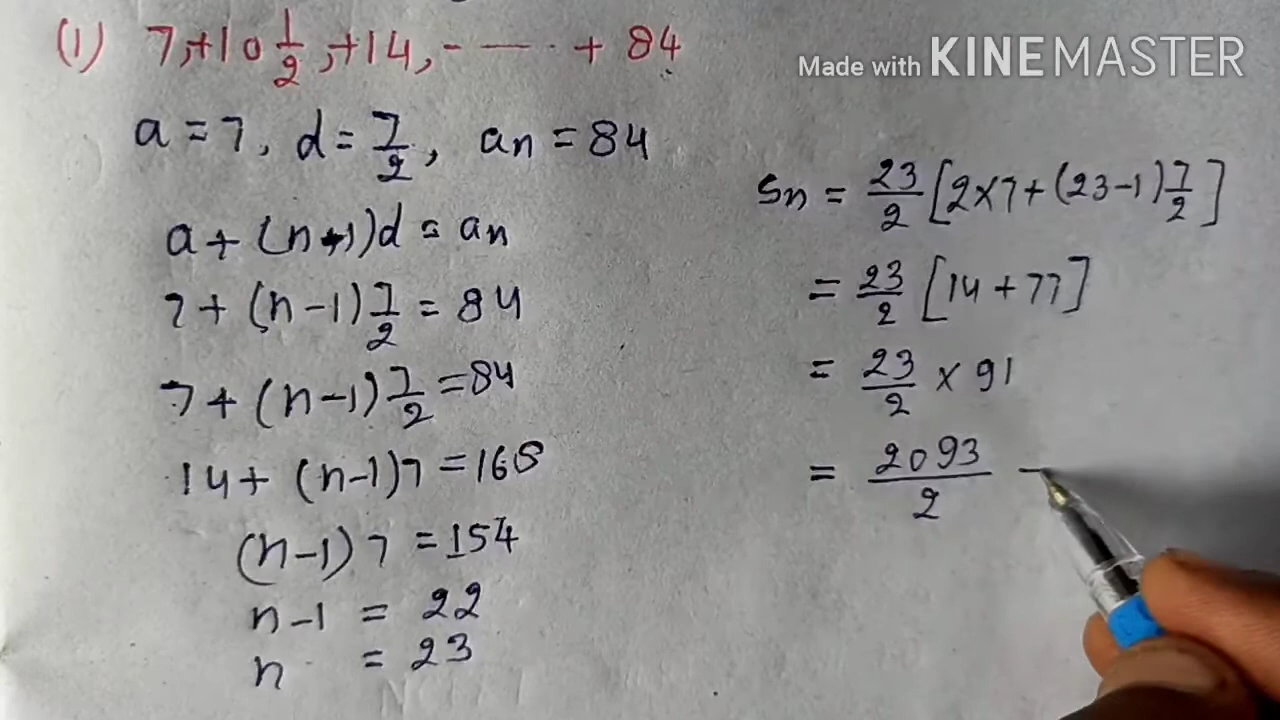 (1) 7,+10 1/2,+14, - — .. + 84
Made with KINEMASTER
a = 7, d = 7/2, an = 84
a + (n-1)d = an
7 + (n-1) 7/2 = 84
7 + (n-1) 7/2 = 84
14 + (n-1)7 = 168
(n-1) 7 = 154
n-1 = 22
n = 23
Sn = 23/2 [2×7+(23-1) 7/2]
= 23/2 [14 + 77]
= 23/2 × 91
= 2093/2